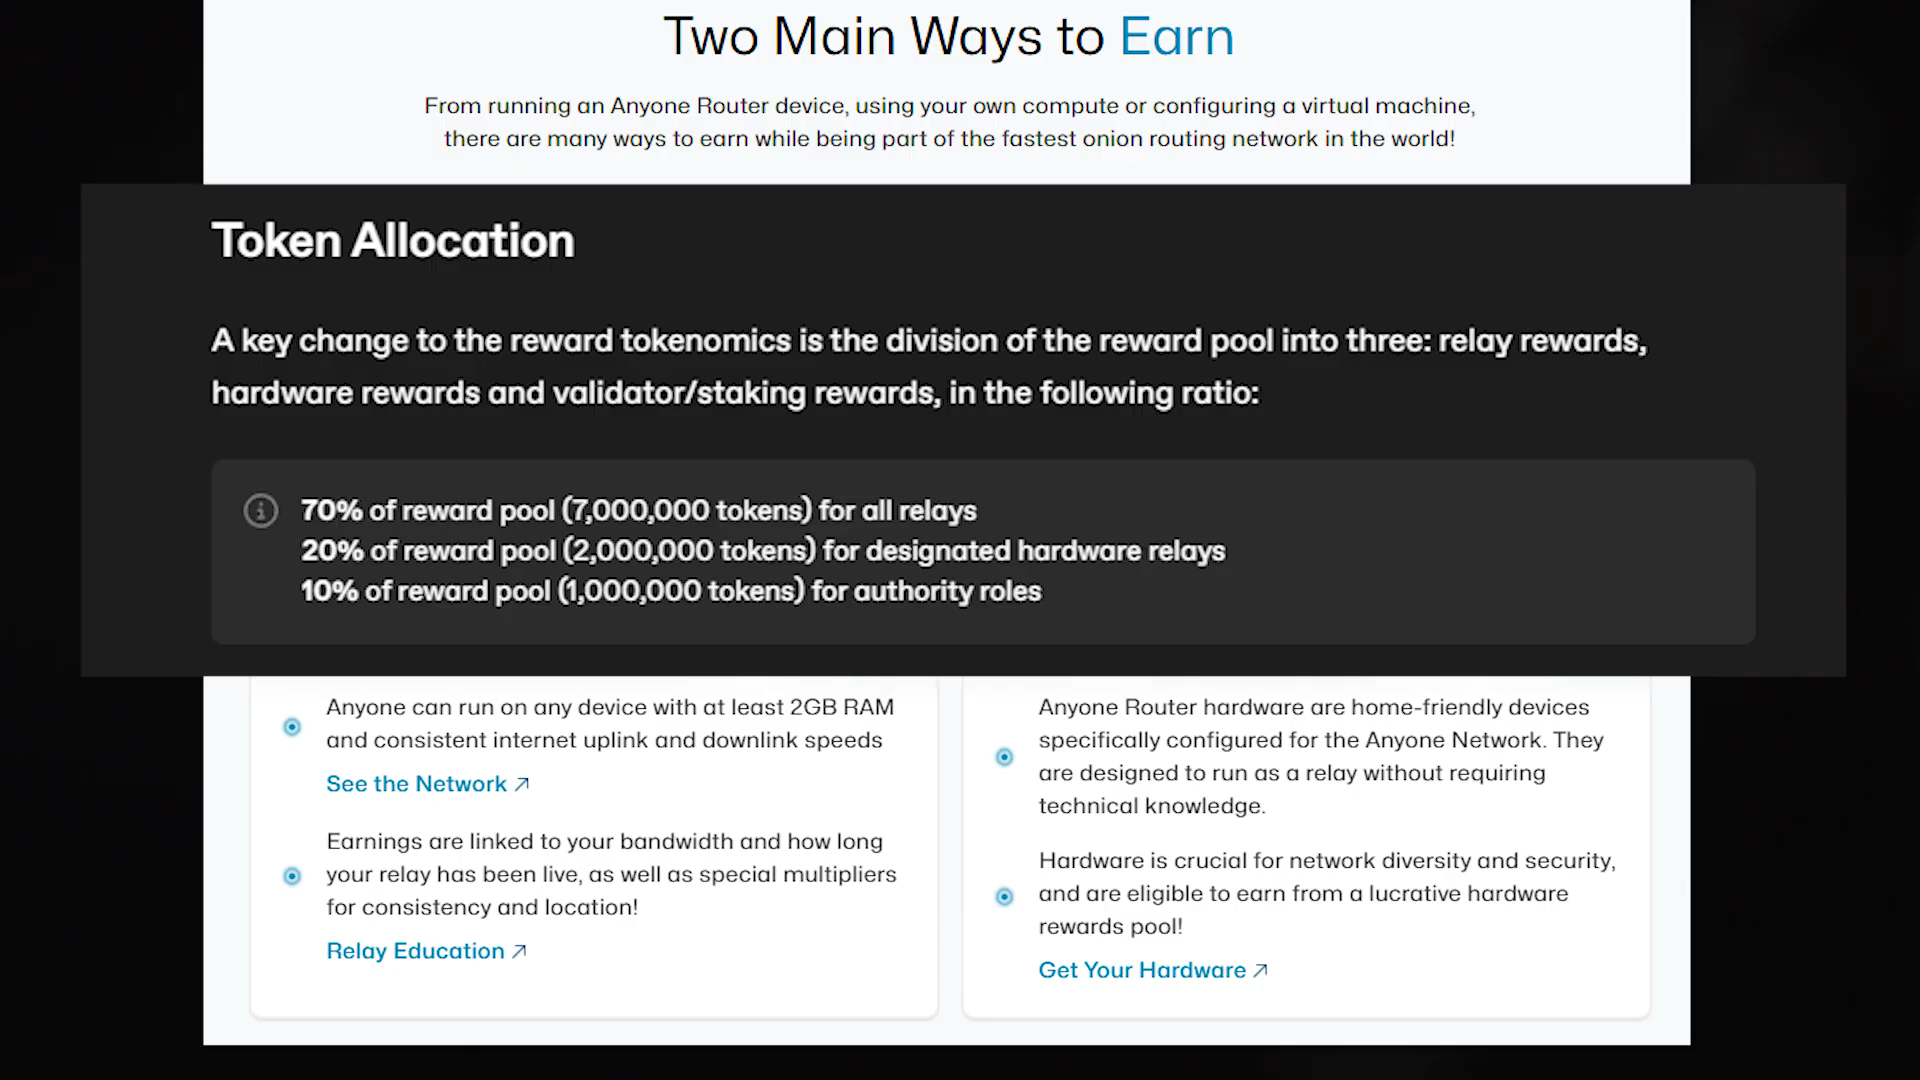 Two Main Ways to Earn
From running an Anyone Router device, using your own compute or configuring a virtual machine,
there are many ways to earn while being part of the fastest onion routing network in the world!
Token Allocation
A key change to the reward tokenomics is the division of the reward pool into three: relay rewards,
hardware rewards and validator/staking rewards, in the following ratio:
70% of reward pool (7,000,000 tokens) for all relays
20% of reward pool (2,000,000 tokens) for designated hardware relays
10% of reward pool (1,000,000 tokens) for authority roles
Anyone can run on any device with at least 2GB RAM
and consistent internet uplink and downlink speeds
See the Network ↗
Earnings are linked to your bandwidth and how long
your relay has been live, as well as special multipliers
for consistency and location!
Relay Education ↗
Anyone Router hardware are home-friendly devices
specifically configured for the Anyone Network. They
are designed to run as a relay without requiring
technical knowledge.
Hardware is crucial for network diversity and security,
and are eligible to earn from a lucrative hardware
rewards pool!
Get Your Hardware ↗